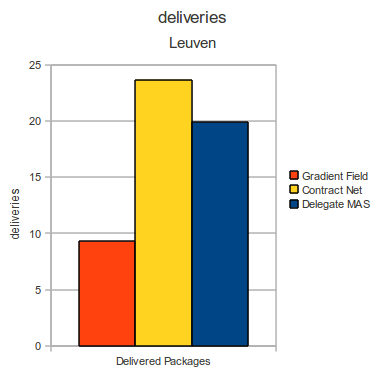 deliveries
Leuven
25
20
15
10
5
0
deliveries
Delivered Packages
Gradient Field
Contract Net
Delegate MAS